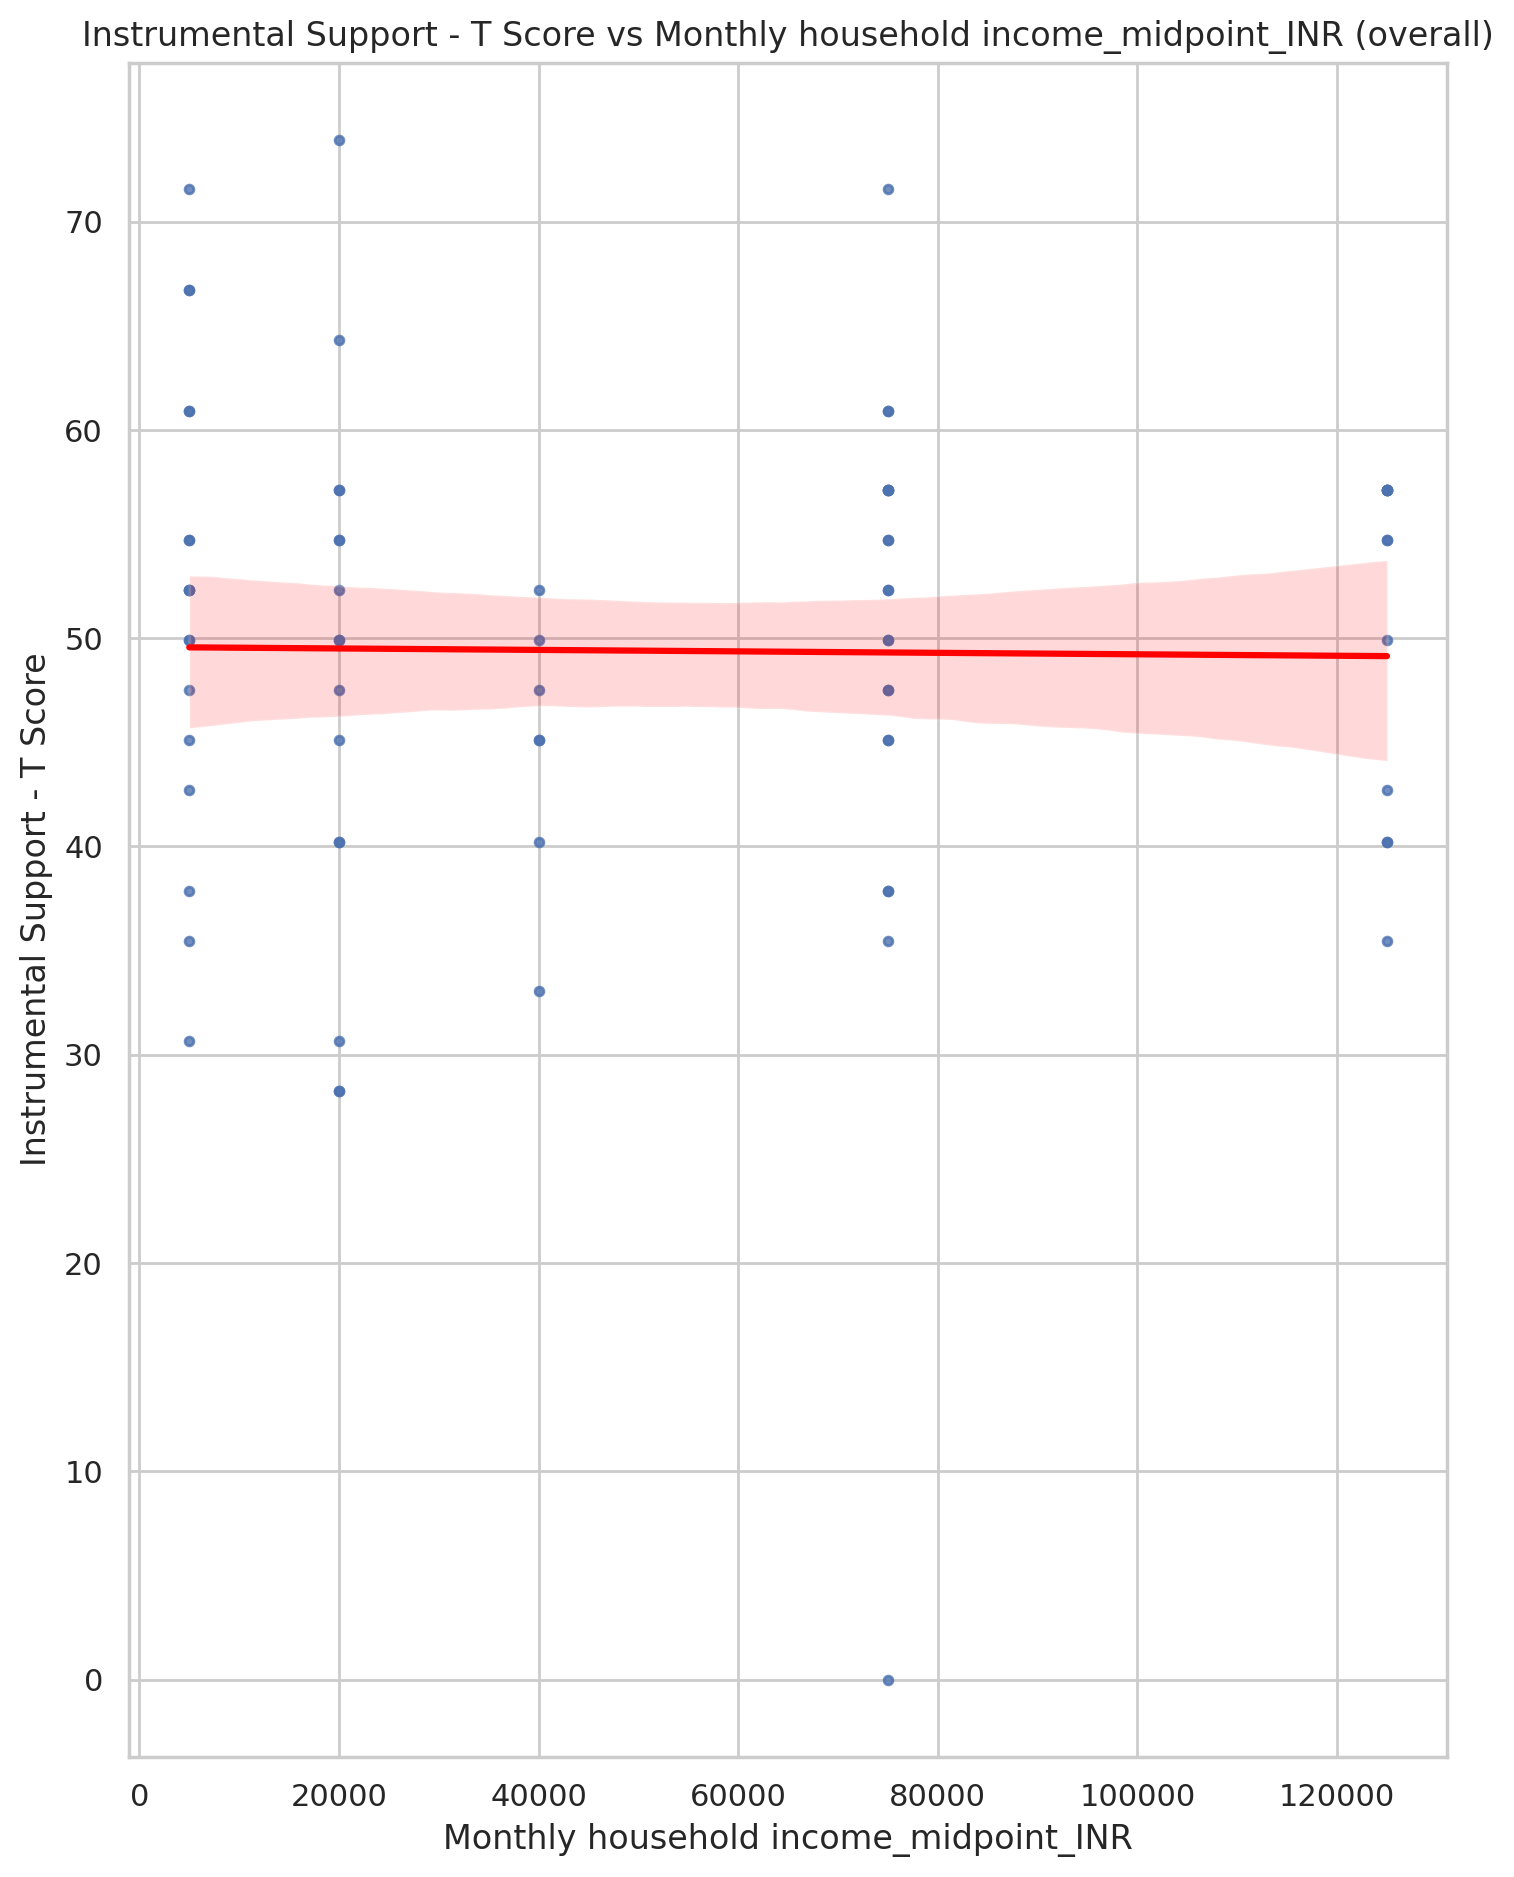 Instrumental Support - T Score vs Monthly household income_midpoint_INR (overall)
70
60
50
40
30
20
10
0
Instrumental Support - T Score
0 20000 40000 60000 80000 100000 120000
Monthly household income_midpoint_INR